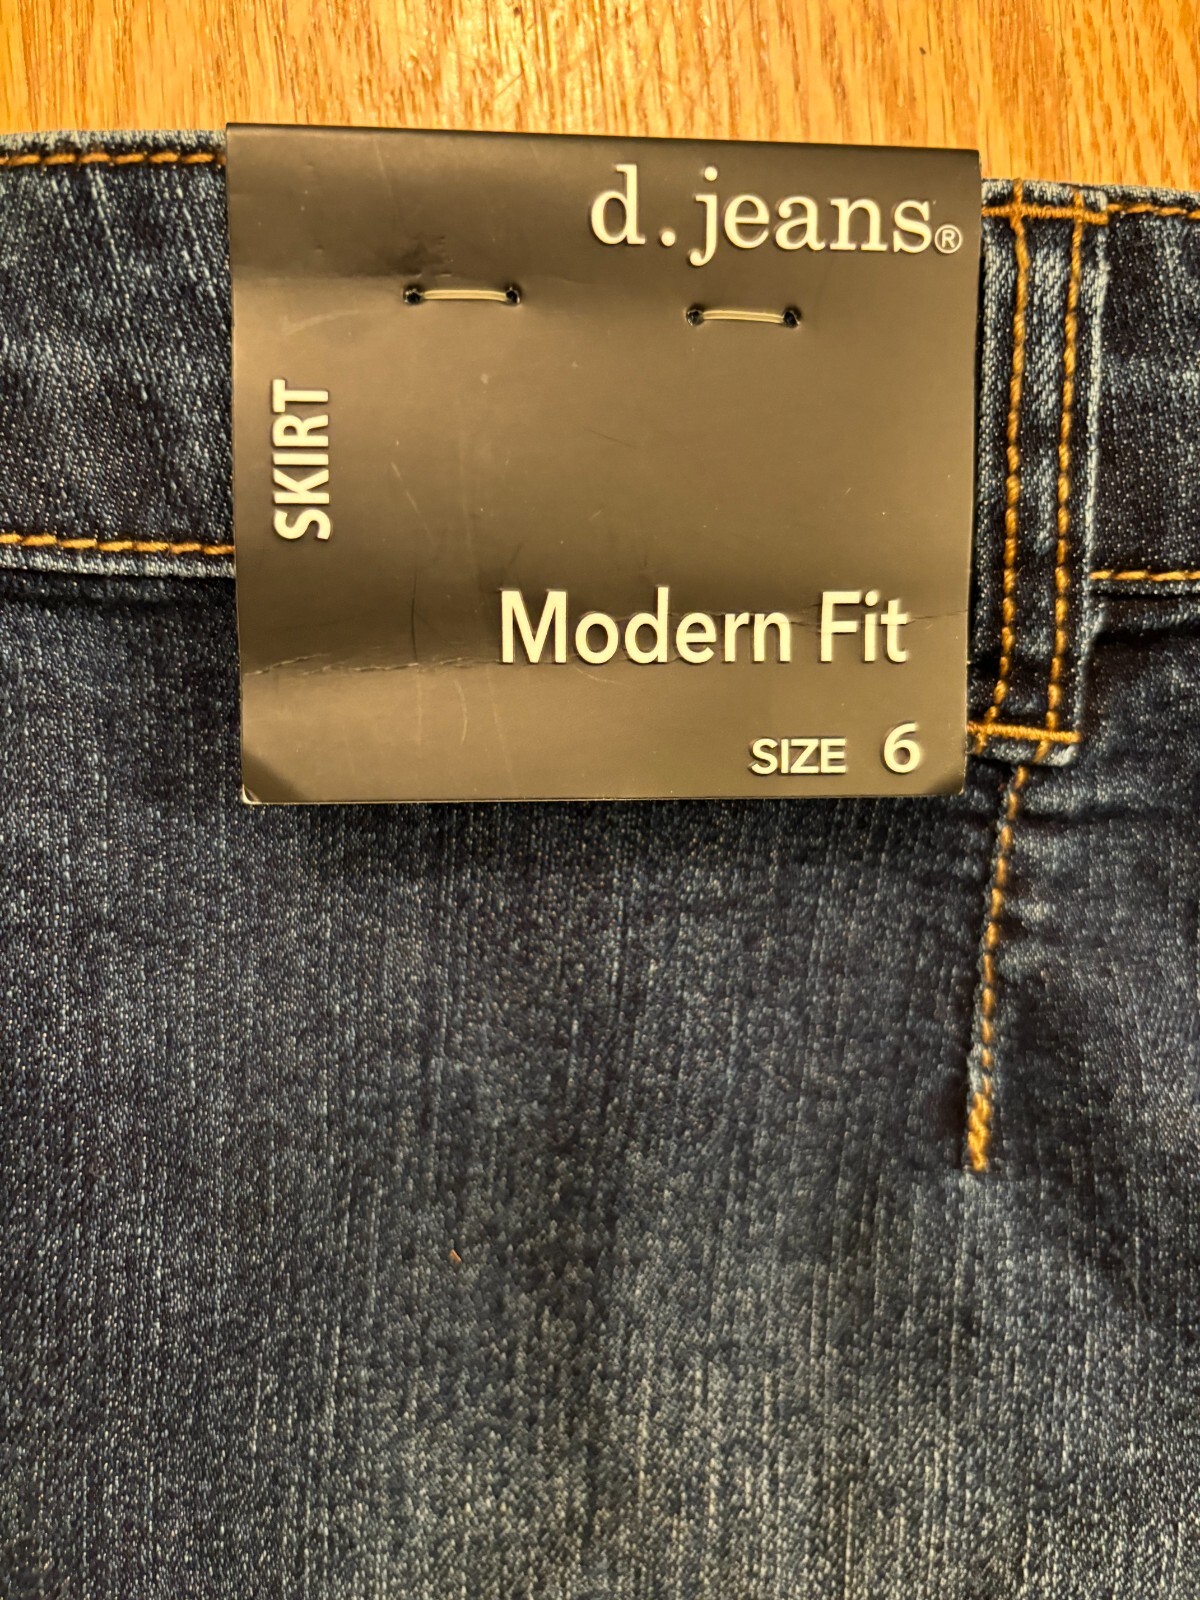 d.jeans®
SKIRT
Modern Fit
SIZE 6